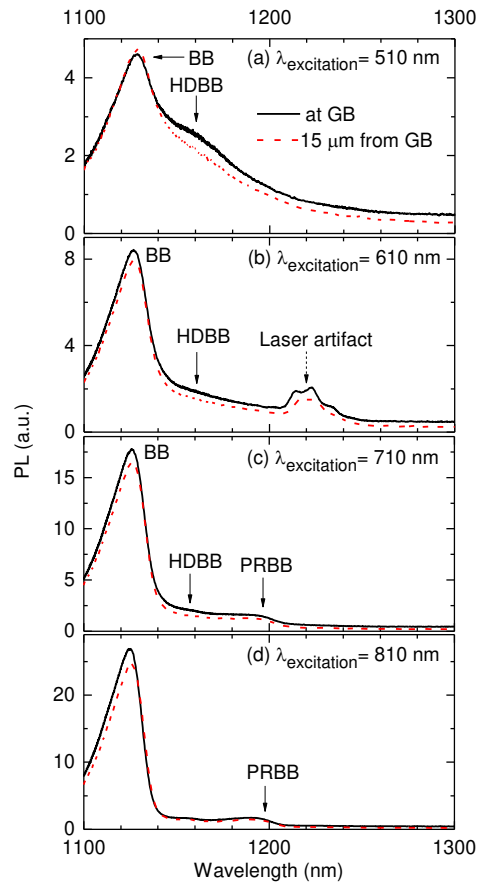 1100 1200 1300
(a) λexcitation= 510 nm
BB
HDBB
at GB
15 μm from GB
4
2
0
(b) λexcitation= 610 nm
BB
HDBB
Laser artifact
8
4
0
(c) λexcitation= 710 nm
BB
HDBB
PRBB
15
10
5
0
(d) λexcitation= 810 nm
PRBB
20
10
0
PL (a.u.)
1100 1200 1300
Wavelength (nm)